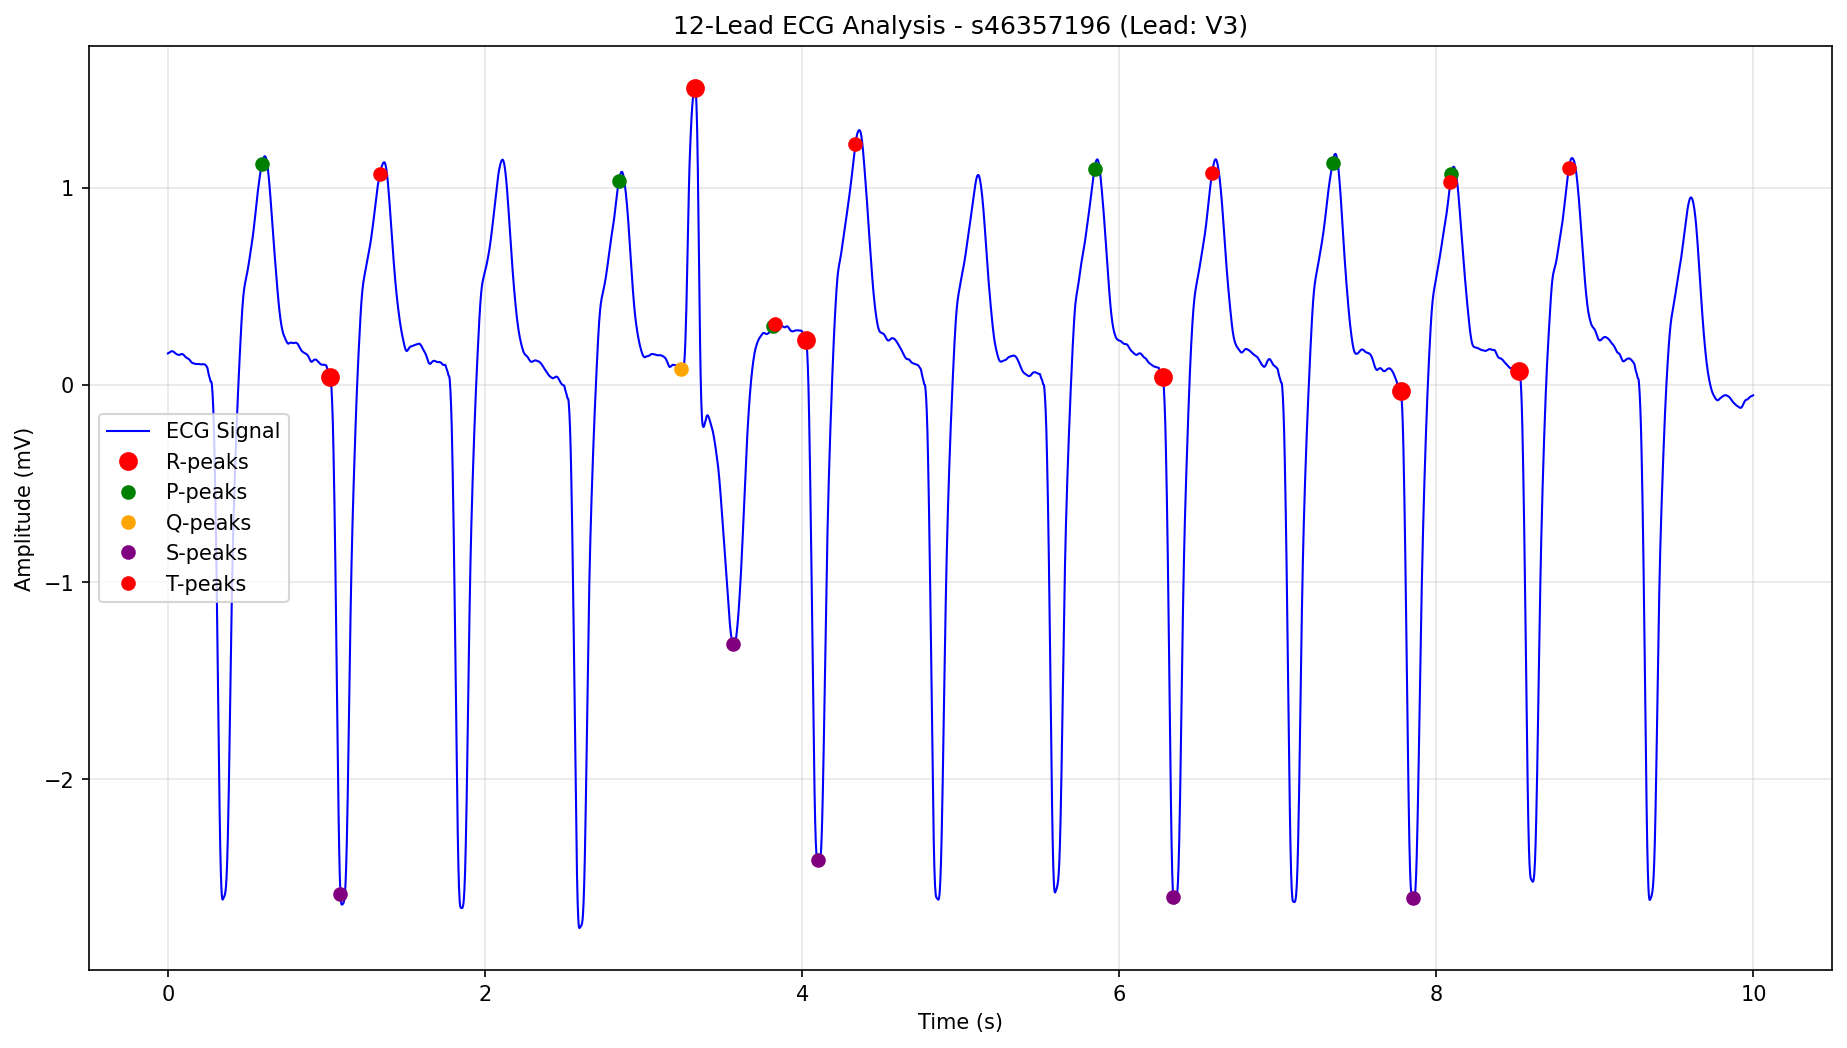 12-Lead ECG Analysis - s46357196 (Lead: V3)
Amplitude (mV)
1
0
−1
−2
ECG Signal
R-peaks
P-peaks
Q-peaks
S-peaks
T-peaks
0 2 4 6 8 10
Time (s)